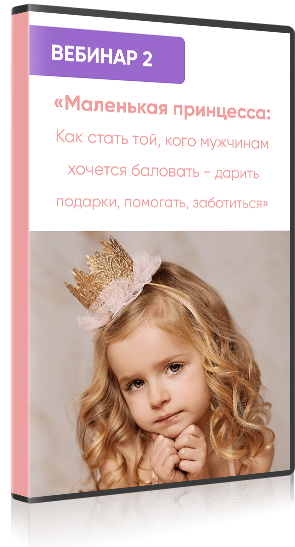 ВЕБИНАР 2
«Маленькая принцесса:
Как стать той, кого мужчинам
хочется баловать - дарить
подарки, помогать, заботиться»